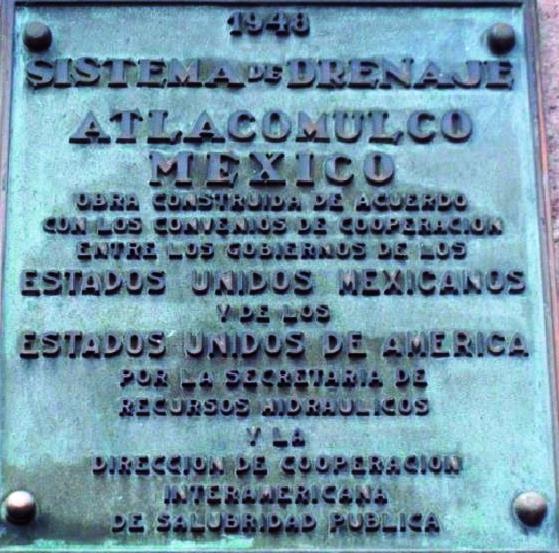 1948
SISTEMA DE DRENAJE
ATLACOMULCO
MEXICO
OBRA CONSTRUIDA DE ACUERDO
CON LOS CONVENIOS DE COOPERACION
ENTRE LOS GOBIERNOS DE LOS
ESTADOS UNIDOS MEXICANOS
Y DE LOS
ESTADOS UNIDOS DE AMERICA
POR LA SECRETARIA DE
RECURSOS HIDRAULICOS
Y LA
DIRECCION DE COOPERACION
INTERAMERICANA
DE SALUBRIDAD PUBLICA